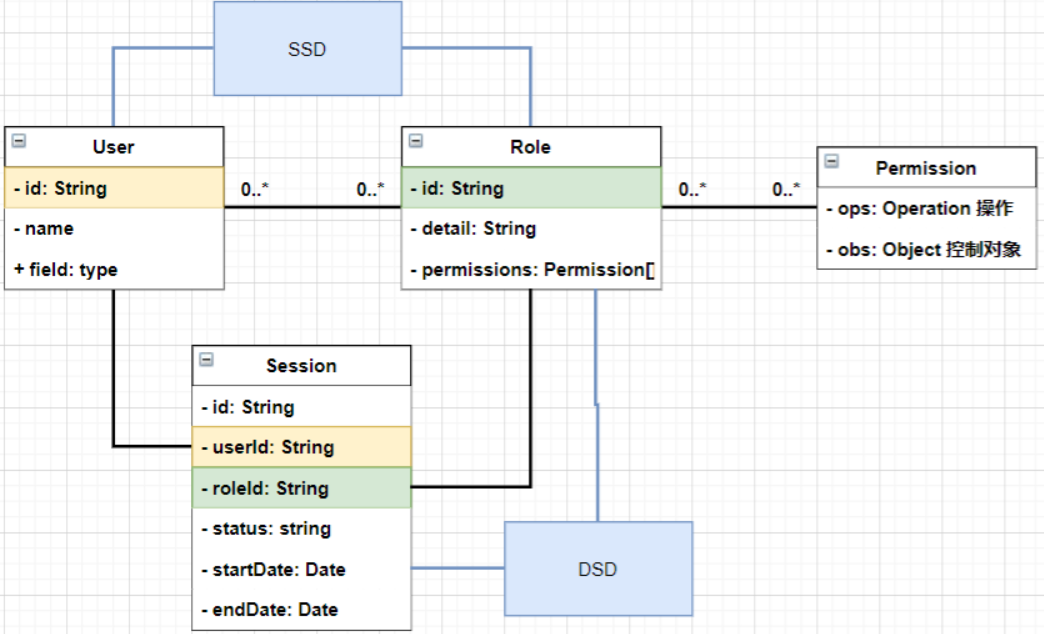 SSD
User
- id: String
- name
+ field: type
0..*
0..*
Role
- id: String
- detail: String
- permissions: Permission[]
0..*
0..*
Permission
- ops: Operation 操作
- obs: Object 控制对象
Session
- id: String
- userId: String
- roleId: String
- status: string
- startDate: Date
- endDate: Date
DSD